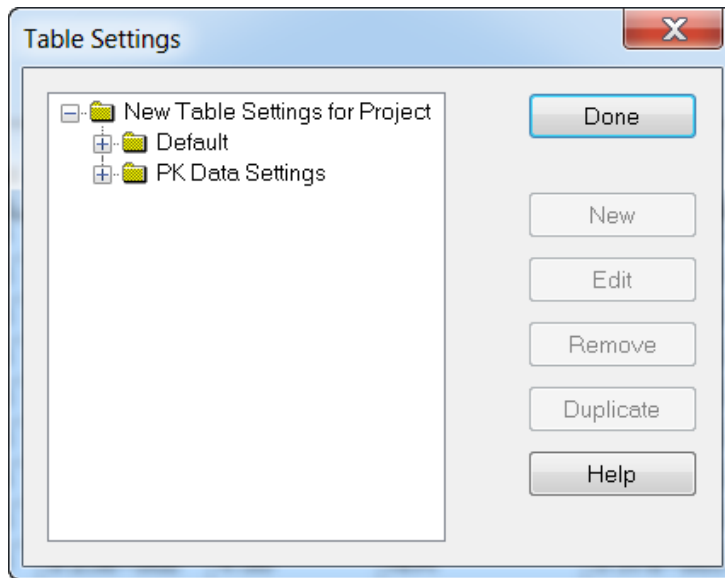 Table Settings
New Table Settings for Project
Default
PK Data Settings
Done
New
Edit
Remove
Duplicate
Help